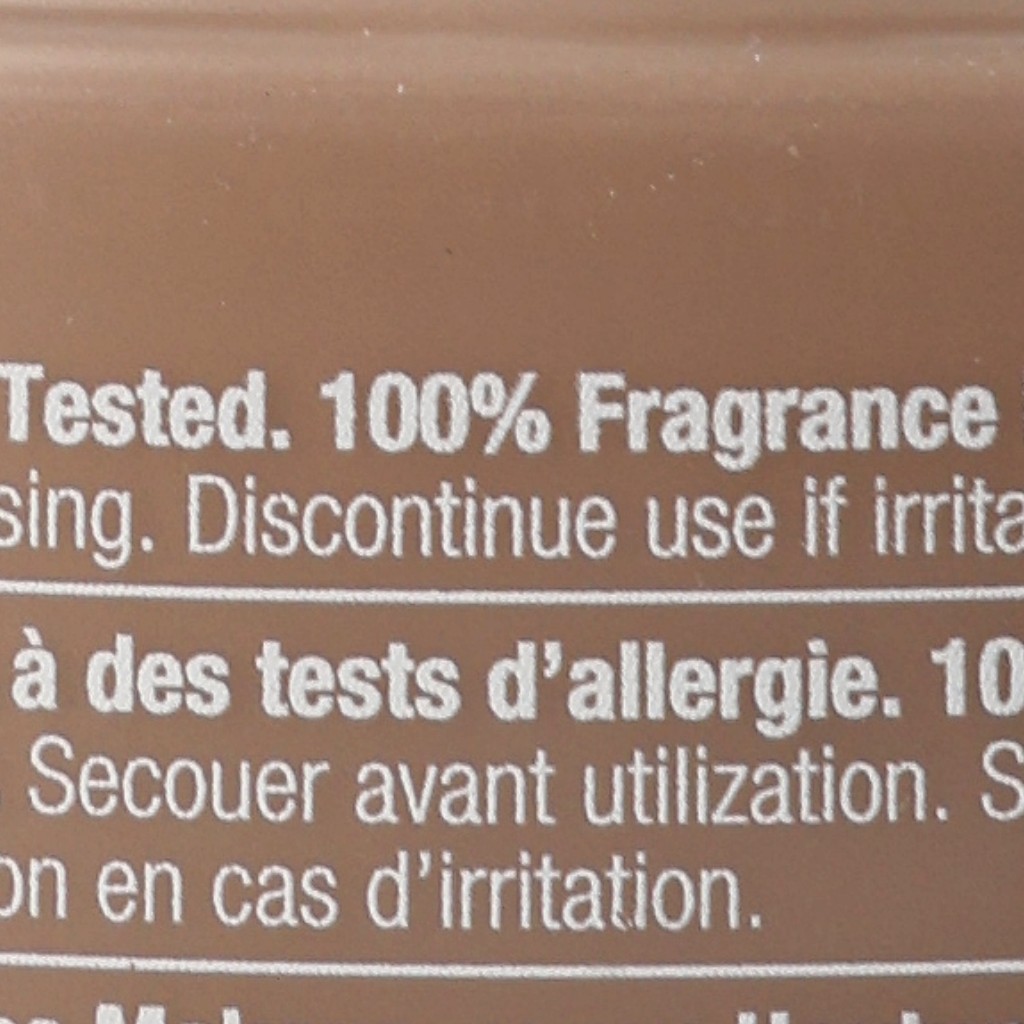 Tested. 100% Fragrance
sing. Discontinue use if irrita
à des tests d'allergie. 10
Secouer avant utilization. S
on en cas d'irritation.